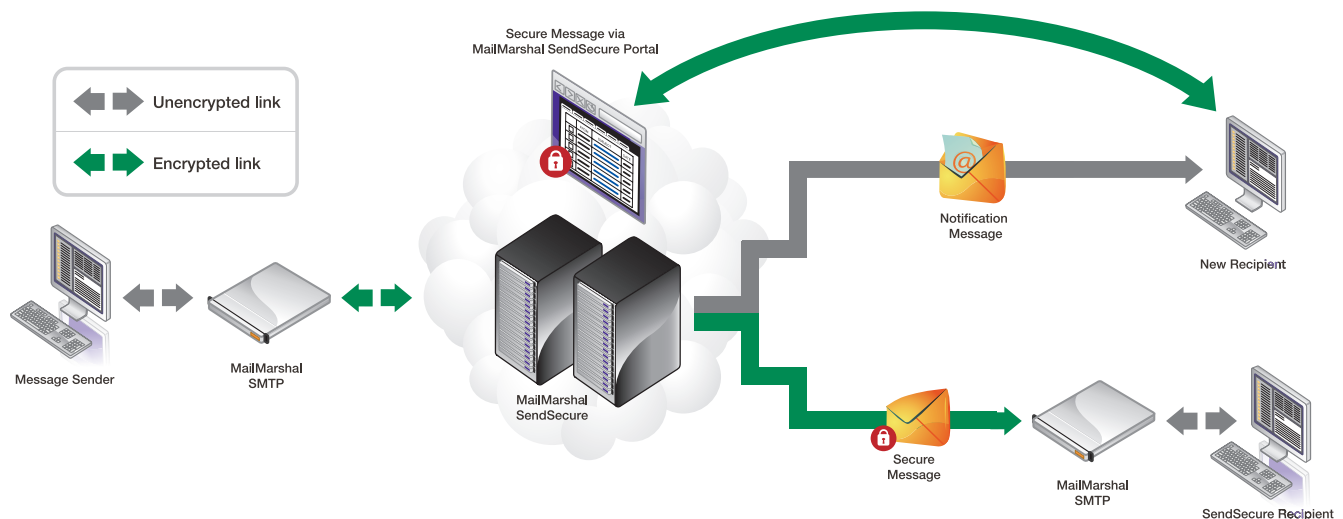 Secure Message via
MailMarshal SendSecure Portal
Unencrypted link
Encrypted link
@
Notification
Message
New Recipient
Message Sender
MailMarshal
SMTP
MailMarshal
SendSecure
Secure
Message
MailMarshal
SMTP
SendSecure Recipient